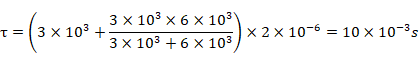 τ = (3 × 10³ + (3 × 10³ × 6 × 10³)/(3 × 10³ + 6 × 10³)) × 2 × 10⁻⁶ = 10 × 10⁻³s